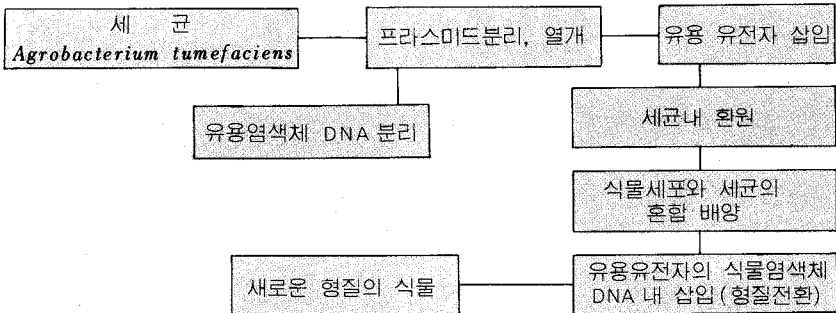 세 균
Agrobacterium tumefaciens
프라스미드분리, 열개
유용 유전자 삽입
유용염색체 DNA 분리
세균내 환원
식물세포와 세균의
혼합 배양
유용유전자의 식물염색체
DNA 내 삽입(형질전환)
새로운 형질의 식물